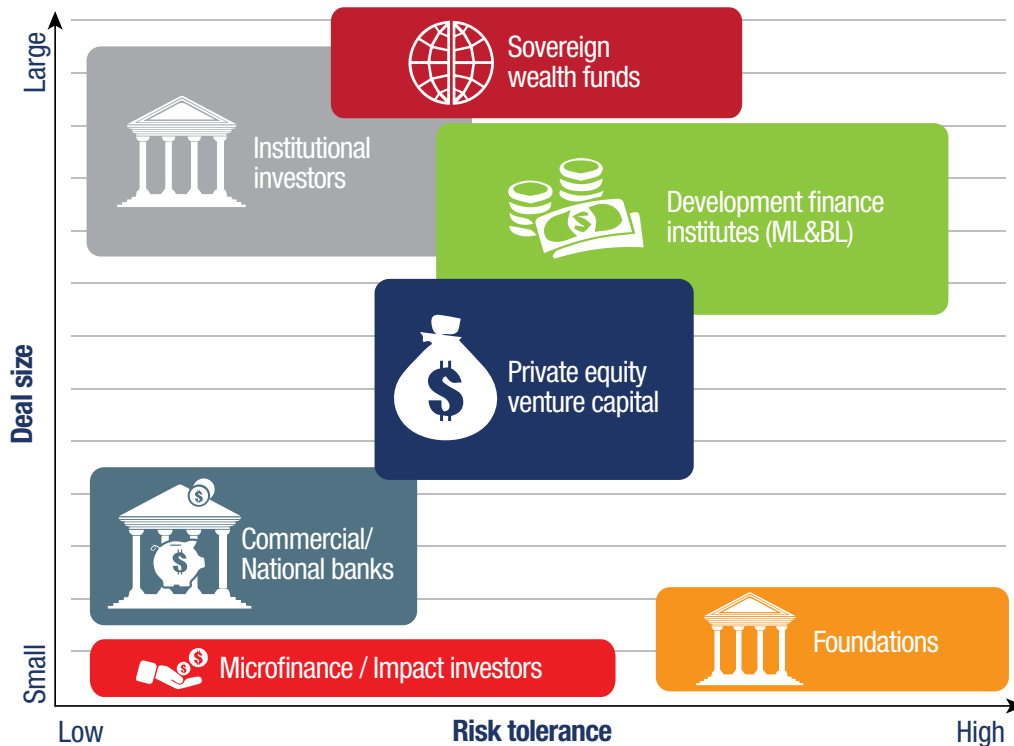 Large
Sovereign
wealth funds
Institutional
investors
$
Development finance
institutes (ML&BL)
Deal size
$
Private equity
venture capital
$
$
Commercial/
National banks
Small
$
$
Microfinance / Impact investors
Foundations
Low
Risk tolerance
High